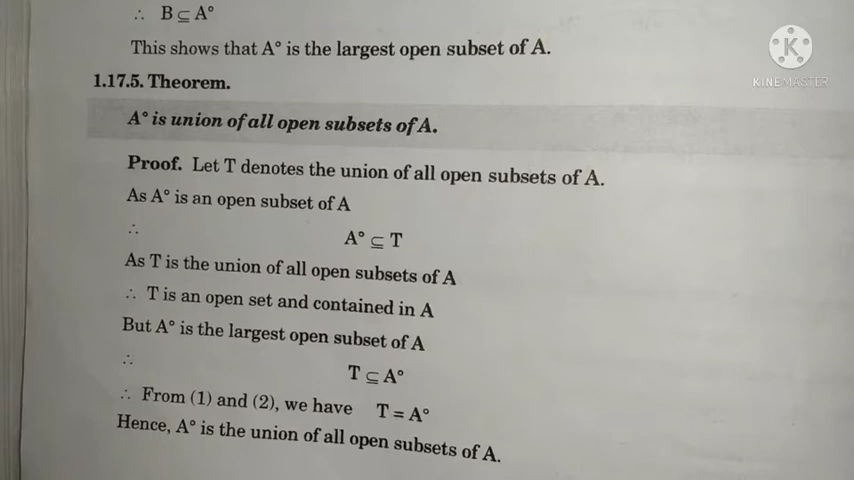 ∴ B ⊆ A°
This shows that A° is the largest open subset of A.
1.17.5. Theorem.
A° is union of all open subsets of A.
Proof. Let T denotes the union of all open subsets of A.
As A° is an open subset of A
∴ A° ⊆ T
As T is the union of all open subsets of A
∴ T is an open set and contained in A
But A° is the largest open subset of A
∴ T ⊆ A°
∴ From (1) and (2), we have T = A°
Hence, A° is the union of all open subsets of A.
K
KINEMASTER